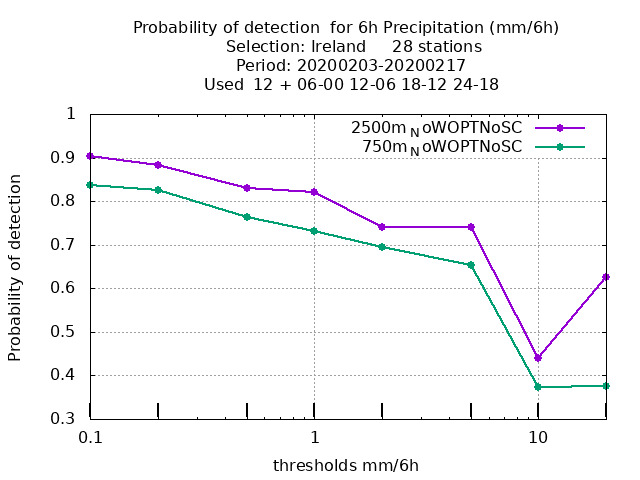 Probability of detection  for 6h Precipitation (mm/6h)
Selection: Ireland     28 stations
Period: 20200203-20200217
Used  12 + 06-00 12-06 18-12 24-18
2500m_NoWOPTNoSC
750m_NoWOPTNoSC
Probability of detection
1
0.9
0.8
0.7
0.6
0.5
0.4
0.3
0.1
1
10
thresholds mm/6h